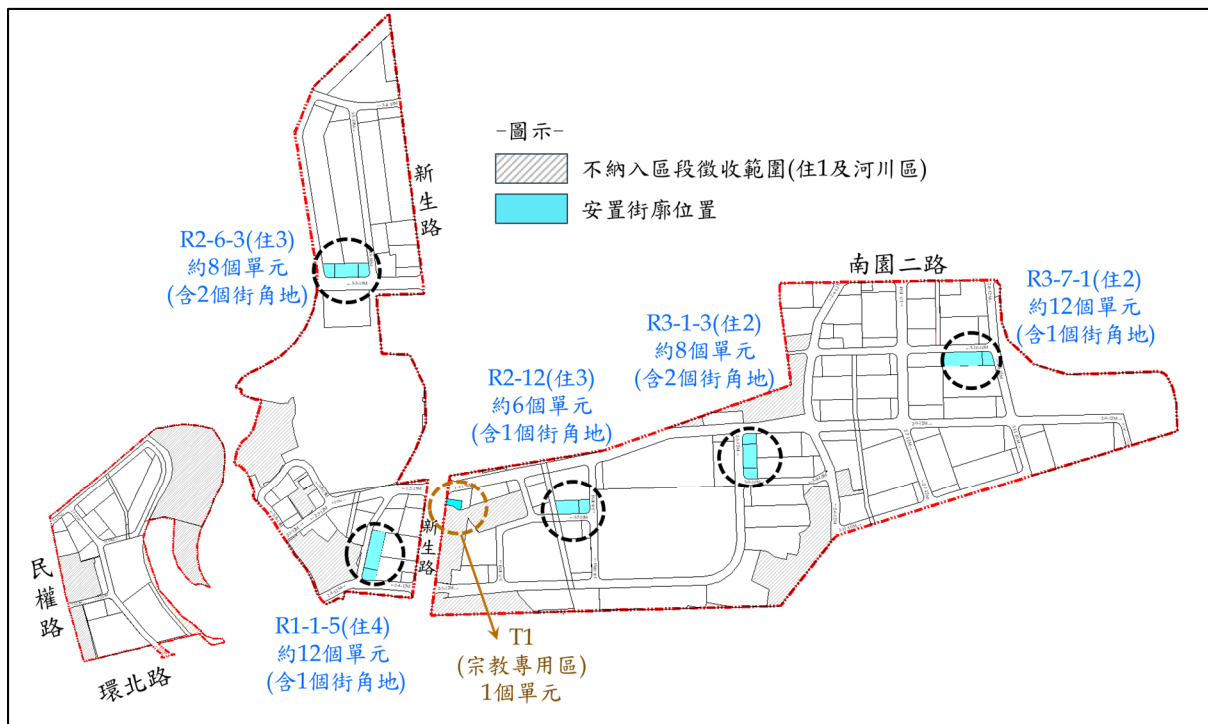 -圖示-
不納入區段徵收範圍(住1及河川區)
安置街廓位置
新生路
R2-6-3(住3)
約8個單元
(含2個街角地)
南園二路
R3-7-1(住2)
約12個單元
(含1個街角地)
R3-1-3(住2)
約8個單元
(含2個街角地)
R2-12(住3)
約6個單元
(含1個街角地)
新生路
民權路
環北路
R1-1-5(住4)
約12個單元
(含1個街角地)
T1
(宗教專用區)
1個單元